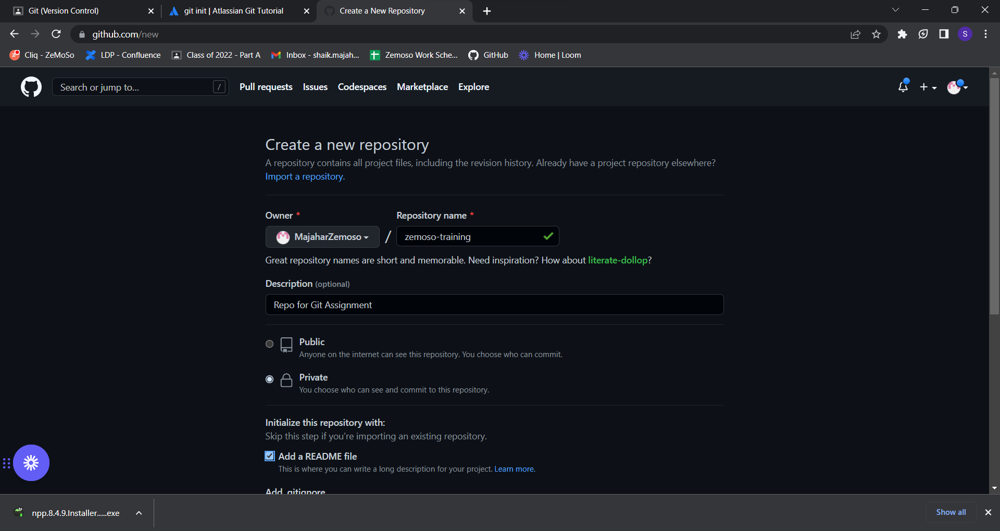 Git (Version Control)
git init | Atlassian Git Tutorial
Create a New Repository
github.com/new
S
Cliq - ZeMoSo
LDP - Confluence
Class of 2022 - Part A
Inbox - shaik.majah...
Zemoso Work Sche...
GitHub
Home | Loom
Search or jump to...
/
Pull requests
Issues
Codespaces
Marketplace
Explore
Create a new repository
A repository contains all project files, including the revision history. Already have a project repository elsewhere?
Import a repository.
Owner *
Repository name *
MajaharZemoso
/
zemoso-training
Great repository names are short and memorable. Need inspiration? How about literate-dollop?
Description (optional)
Repo for Git Assignment
Public
Anyone on the internet can see this repository. You choose who can commit.
Private
You choose who can see and commit to this repository.
Initialize this repository with:
Skip this step if you're importing an existing repository.
Add a README file
This is where you can write a long description for your project. Learn more.
Add .gitignore
npp.8.4.9.Installer.....exe
Show all